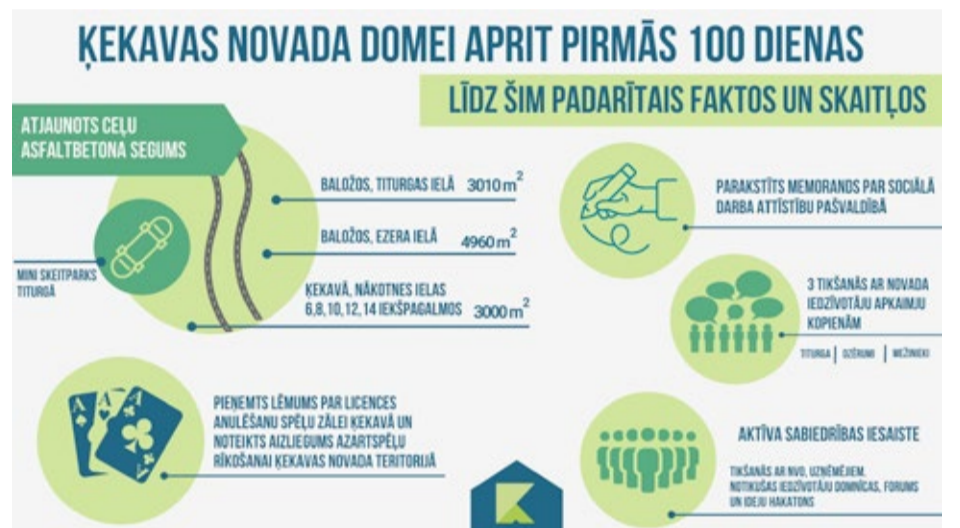 ĶEKAVAS NOVADA DOMEI APRIT PIRMĀS 100 DIENAS
LĪDZ ŠIM PADARĪTAIS FAKTOS UN SKAITĻOS
ATJAUNOTS CEĻU
ASFALTBETONA SEGUMS
BALOŽOS, TITURGAS IELĀ 3010 m²
BALOŽOS, EZERA IELĀ 4960 m²
ĶEKAVĀ, NĀKOTNES IELAS
6,8,10,12,14 IEKŠPAGALMOS 3000 m²
MINI SKEITPARKS
TITURGĀ
PARAKSTĪTS MEMORANDS PAR SOCIĀLĀ
DARBA ATTĪSTĪBU PAŠVALDĪBĀ
3 TIKŠANĀS AR NOVADA
IEDZĪVOTĀJU APKAIMJU
KOPIENĀM
TITURGA | DZĒRUMI | MEŽINIEKI
PIEŅEMTS LĒMUMS PAR LICENCES
ANULĒŠANU SPĒĻU ZĀLEI ĶEKAVĀ UN
NOTEIKTS AIZLIEGUMS AZARTSPĒĻU
RĪKOŠANAI ĶEKAVAS NOVADA TERITORIJĀ
A A A
AKTĪVA SABIEDRĪBAS IESAISTE
TIKŠANĀS AR NVO, UZŅĒMĒJIEM.
NOTIKUŠAS IEDZĪVOTĀJU DOMNĪCAS, FORUMS
UN IDEJU HAKATONS